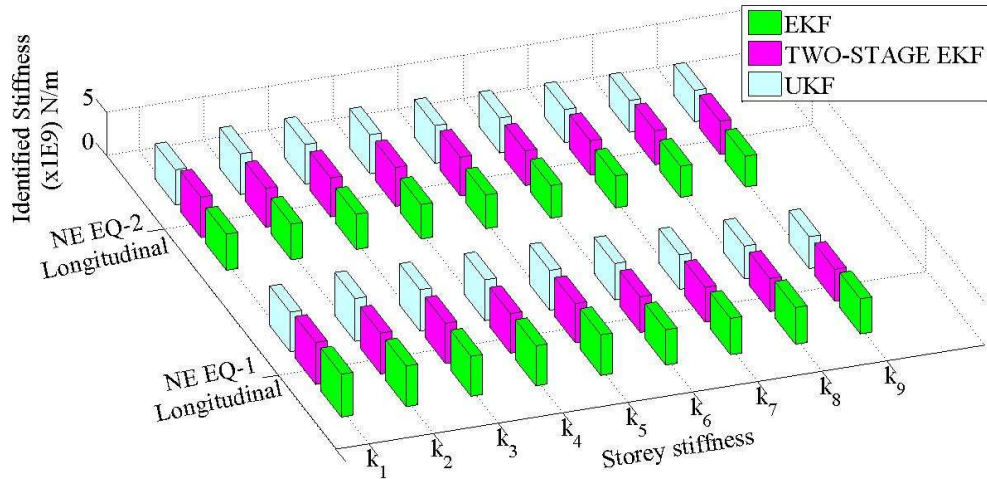 EKF
TWO-STAGE EKF
UKF
Identified Stiffness
(x1E9) N/m
5
0
NE EQ-2
Longitudinal
NE EQ-1
Longitudinal
k1
k2
k3
k4
k5
k6
k7
k8
k9
Storey stiffness